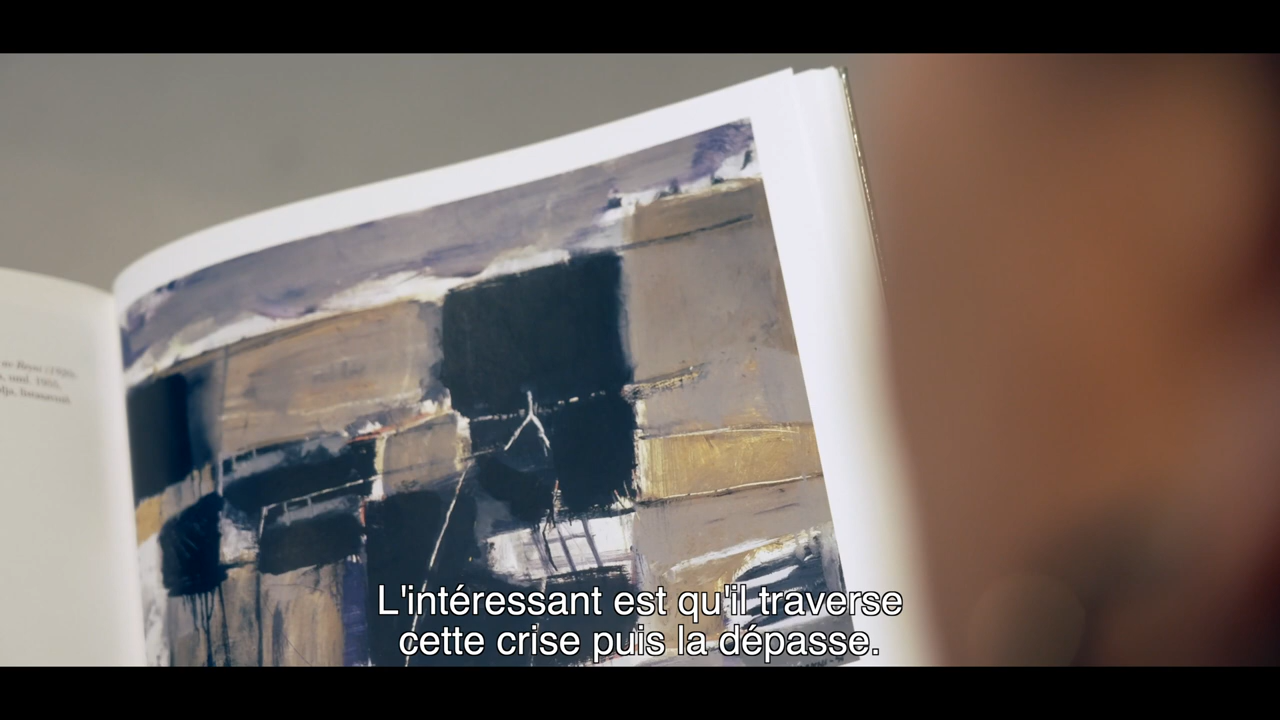 L'intéressant est qu'il traverse
cette crise puis la dépasse.